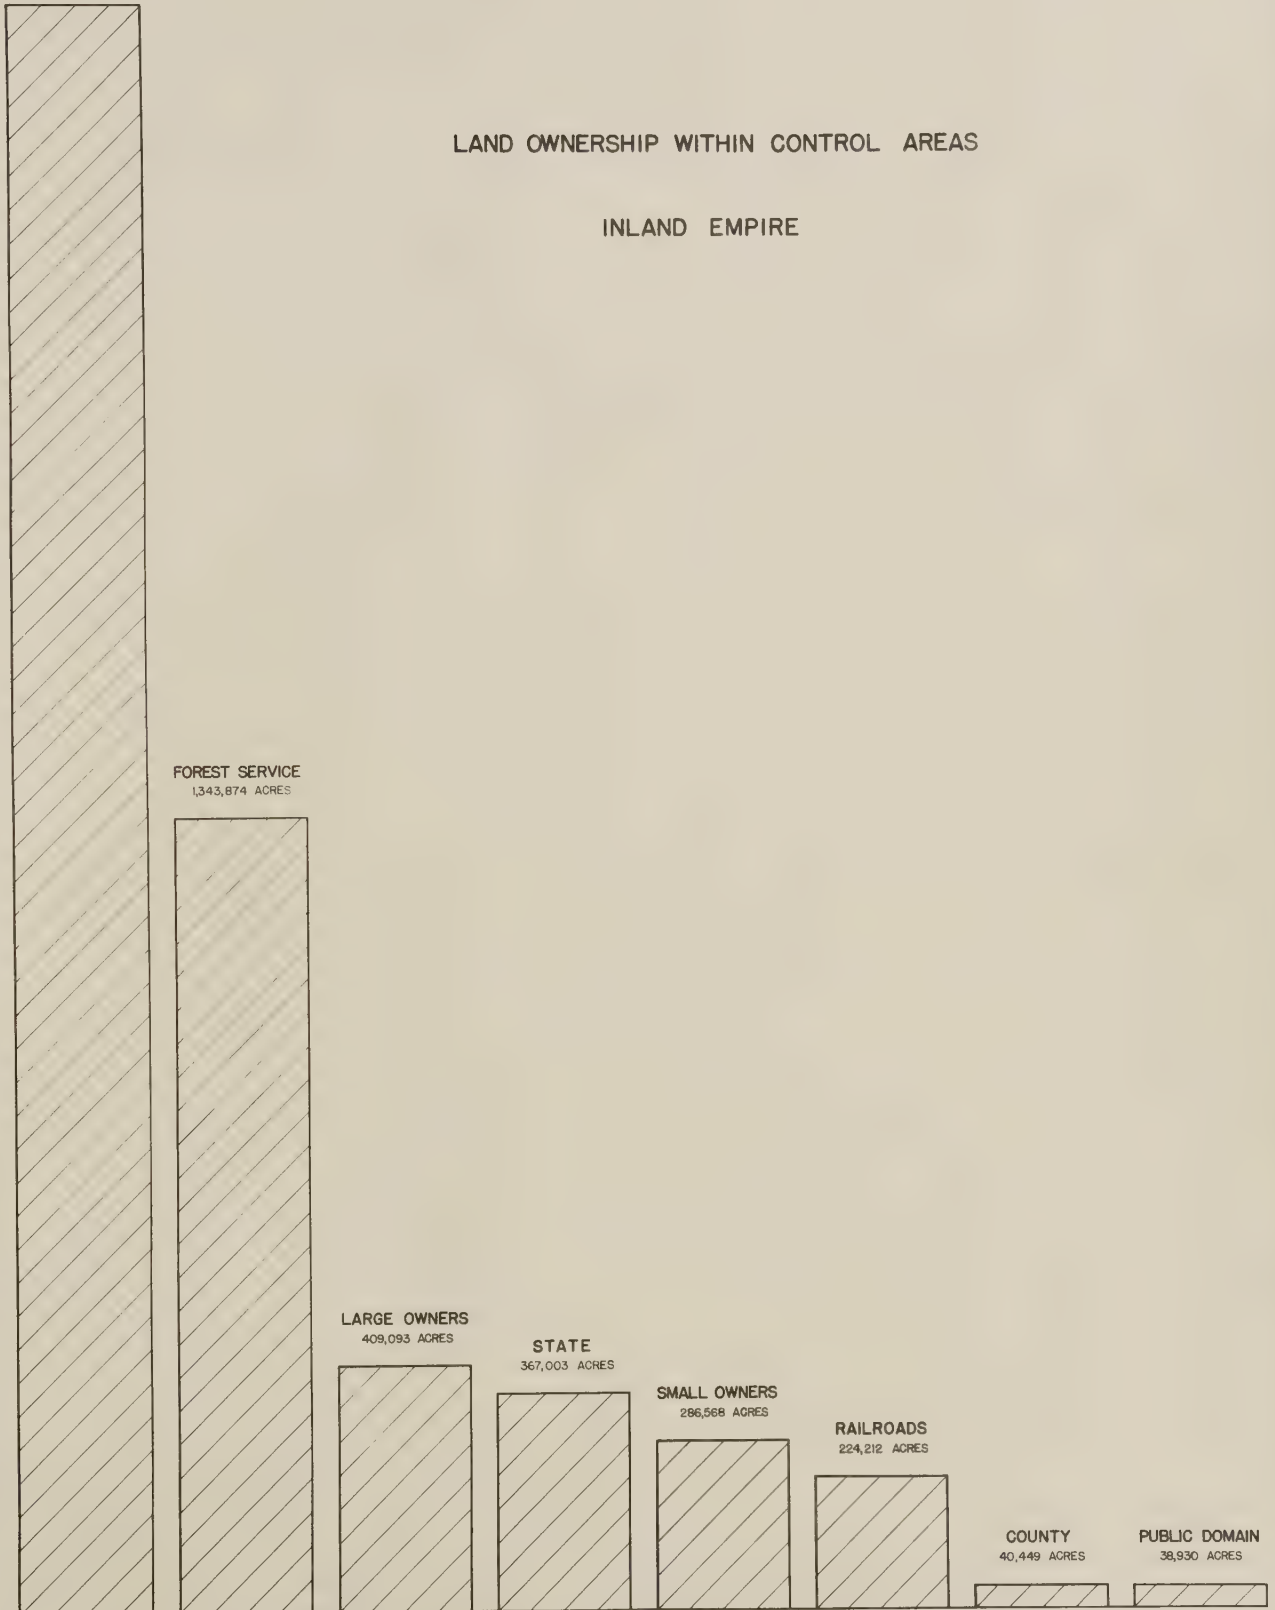 LAND OWNERSHIP WITHIN CONTROL AREAS
INLAND EMPIRE
FOREST SERVICE
1,343,874 ACRES
LARGE OWNERS
409,093 ACRES
STATE
367,003 ACRES
SMALL OWNERS
286,568 ACRES
RAILROADS
224,212 ACRES
COUNTY
40,449 ACRES
PUBLIC DOMAIN
38,930 ACRES